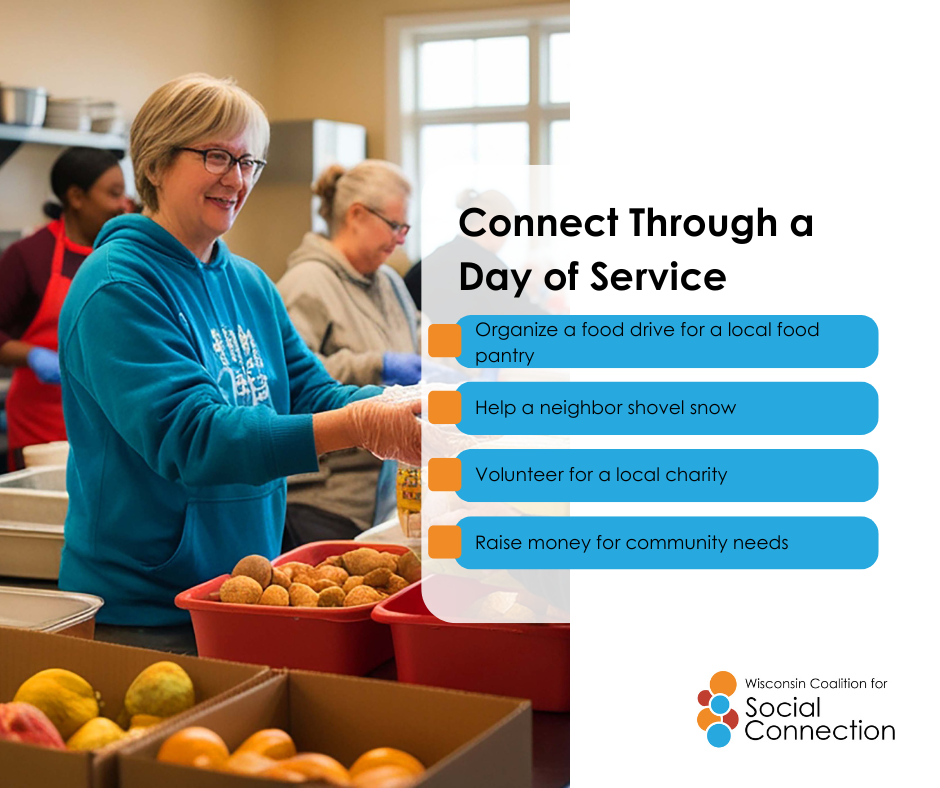 Connect Through a
Day of Service
Organize a food drive for a local food
pantry
Help a neighbor shovel snow
Volunteer for a local charity
Raise money for community needs
Wisconsin Coalition for
Social
Connection